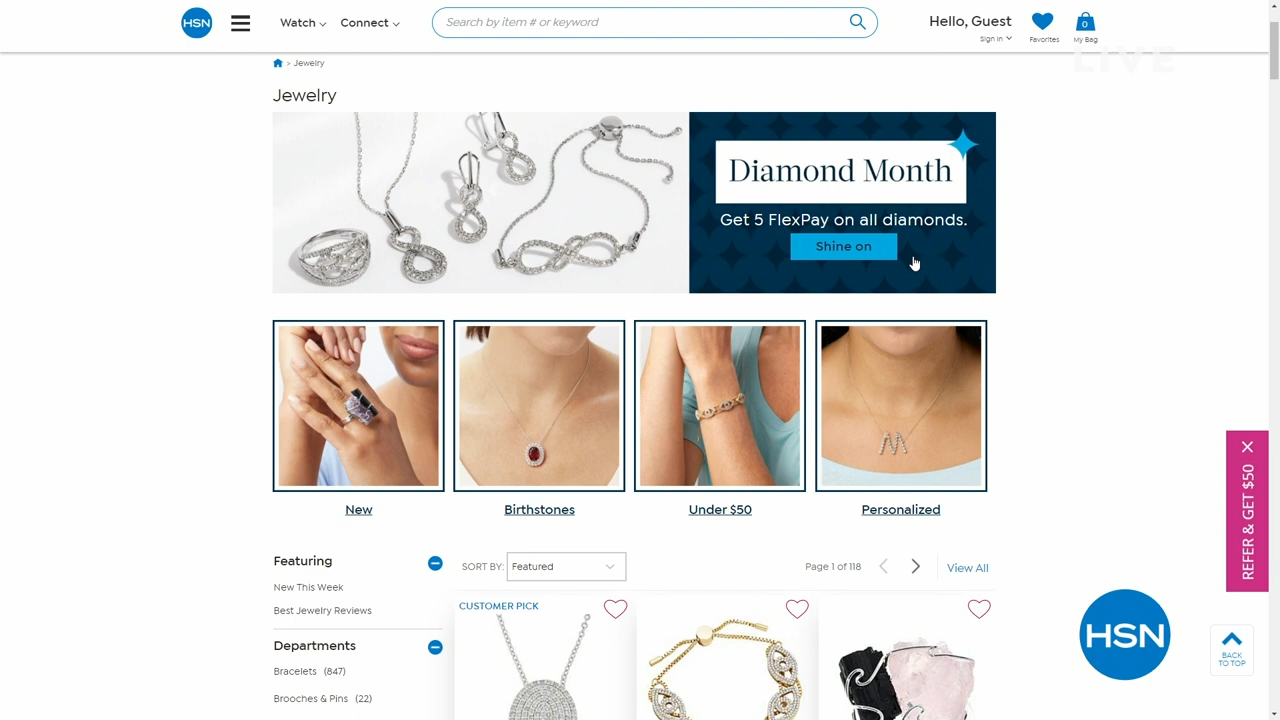 HSN
Watch
Connect
Search by item # or keyword
Hello, Guest
Sign in
Favorites
0
My Bag
LIVE
> Jewelry
Jewelry
Diamond Month
Get 5 FlexPay on all diamonds.
Shine on
New
Birthstones
Under $50
Personalized
REFER & GET $50
Featuring
New This Week
Best Jewelry Reviews
Departments
Bracelets (847)
Brooches & Pins (22)
SORT BY: Featured
Page 1 of 118
View All
CUSTOMER PICK
HSN
BACK
TO TOP